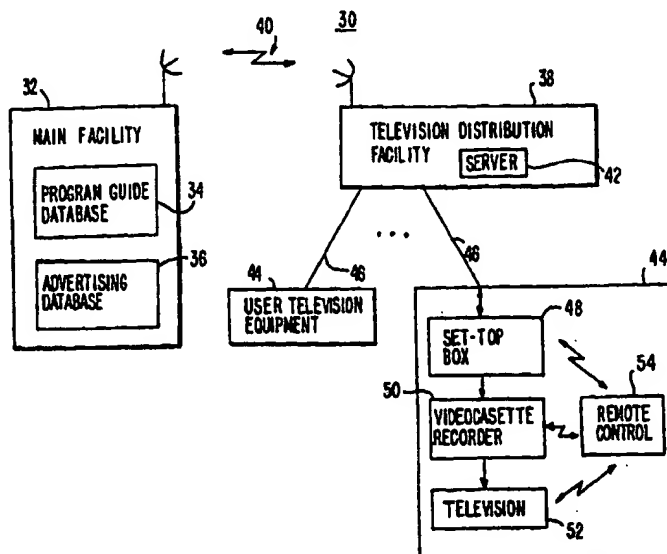 30
40
32
38
MAIN FACILITY
PROGRAM GUIDE
DATABASE
34
ADVERTISING
DATABASE
36
TELEVISION DISTRIBUTION
FACILITY
SERVER
42
...
46
46
44
USER TELEVISION
EQUIPMENT
44
SET-TOP
BOX
48
50
VIDEOCASETTE
RECORDER
54
REMOTE
CONTROL
TELEVISION
52